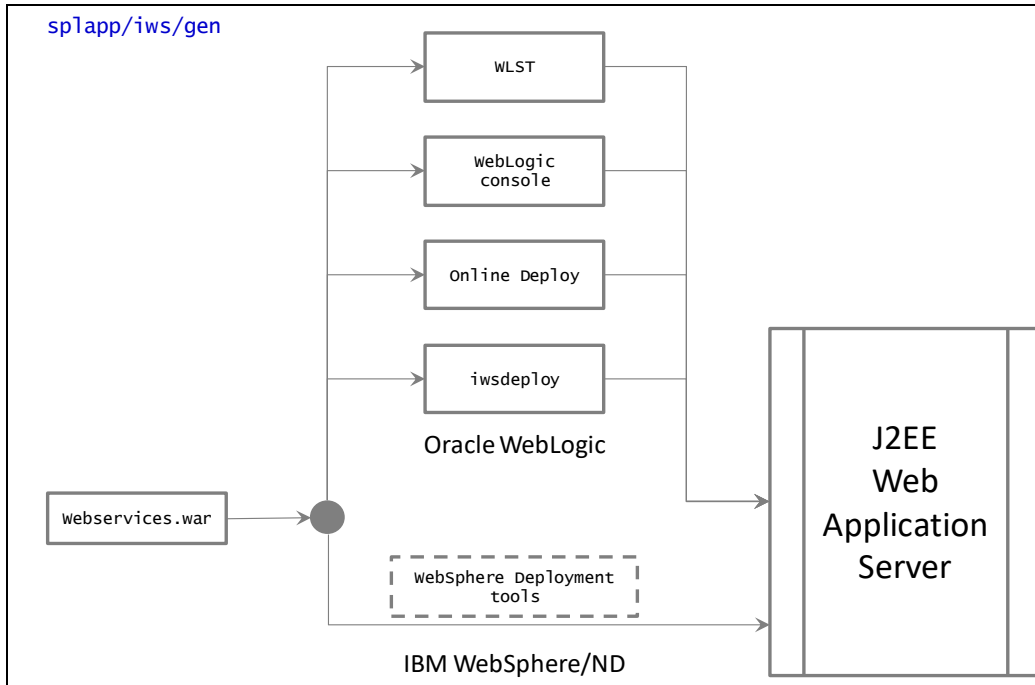 splapp/iws/gen
WLST
WebLogic
console
Online Deploy
iwsdeploy
Oracle WebLogic
Webservices.war
WebSphere Deployment
tools
IBM WebSphere/ND
J2EE
Web
Application
Server